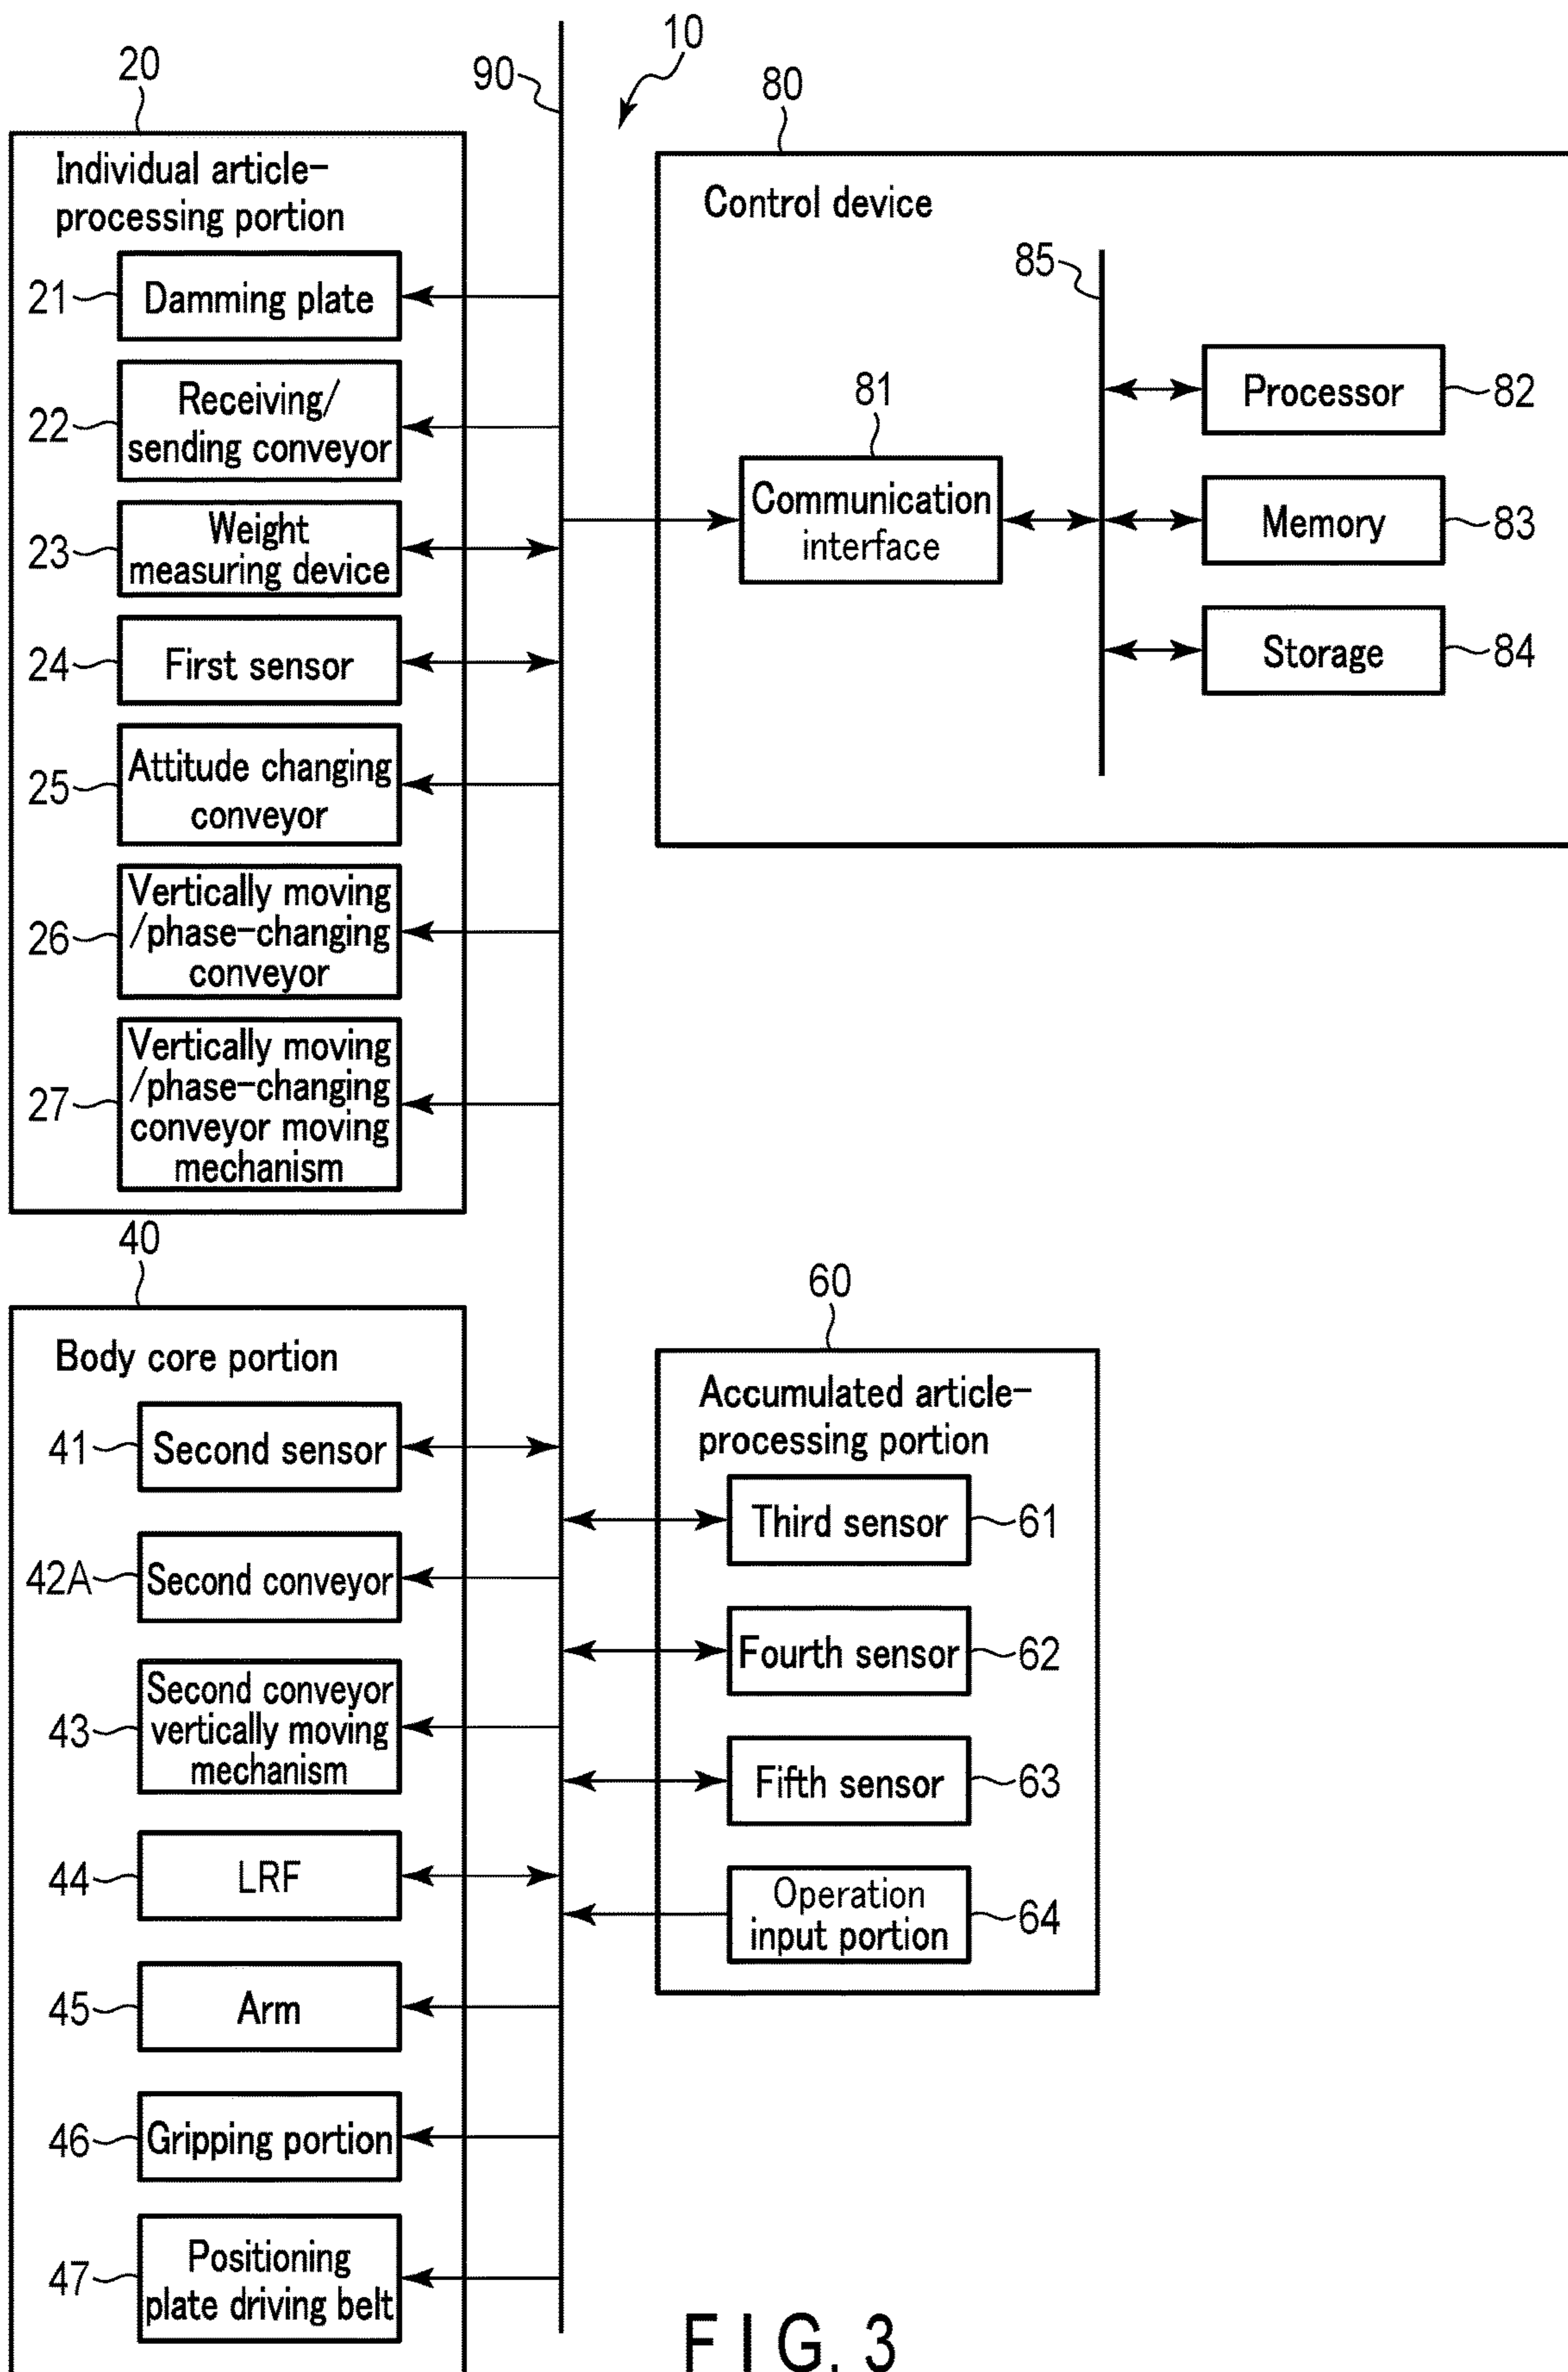 10
20
90
80
Individual article-
processing portion
21
Damming plate
22
Receiving/
sending conveyor
23
Weight
measuring device
24
First sensor
25
Attitude changing
conveyor
26
Vertically moving
/phase-changing
conveyor
27
Vertically moving
/phase-changing
conveyor moving
mechanism
Control device
85
81
Communication
interface
Processor
82
Memory
83
Storage
84
40
Body core portion
41
Second sensor
42A
Second conveyor
43
Second conveyor
vertically moving
mechanism
44
LRF
45
Arm
46
Gripping portion
47
Positioning
plate driving belt
60
Accumulated article-
processing portion
Third sensor
61
Fourth sensor
62
Fifth sensor
63
Operation
input portion
64
FIG. 3